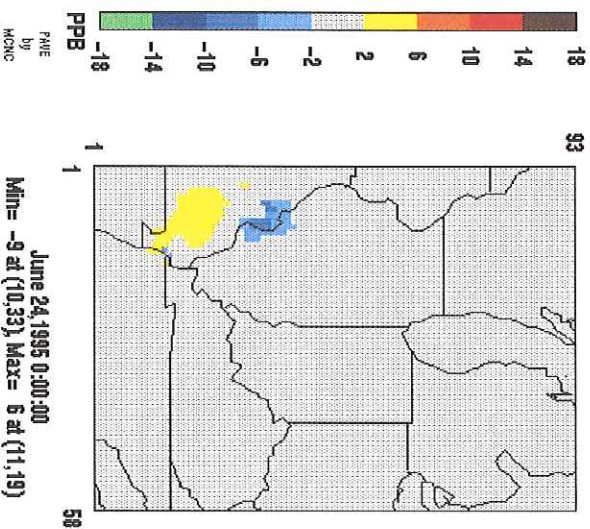 18
14
10
6
2
-2
-6
-10
-14
-18
PPB
PAVE
by
MCNC
93
1
1
58
June 24,1995 0:00:00
Min= -9 at (10,33), Max= 6 at (11,19)